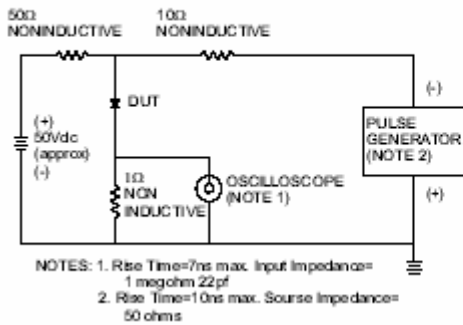 50Ω
NONINDUCTIVE
10Ω
NONINDUCTIVE
DUT
(+)
50Vdc
(approx)
(-)
1Ω
NON
INDUCTIVE
OSCILLOSCOPE
(NOTE 1)
(-)
PULSE
GENERATOR
(NOTE 2)
(+)
NOTES: 1. Rise Time=7ns max. Input Impedance=
1 megohm 22pf
2. Rise Time=10ns max. Sourse Impedance=
50 ohms